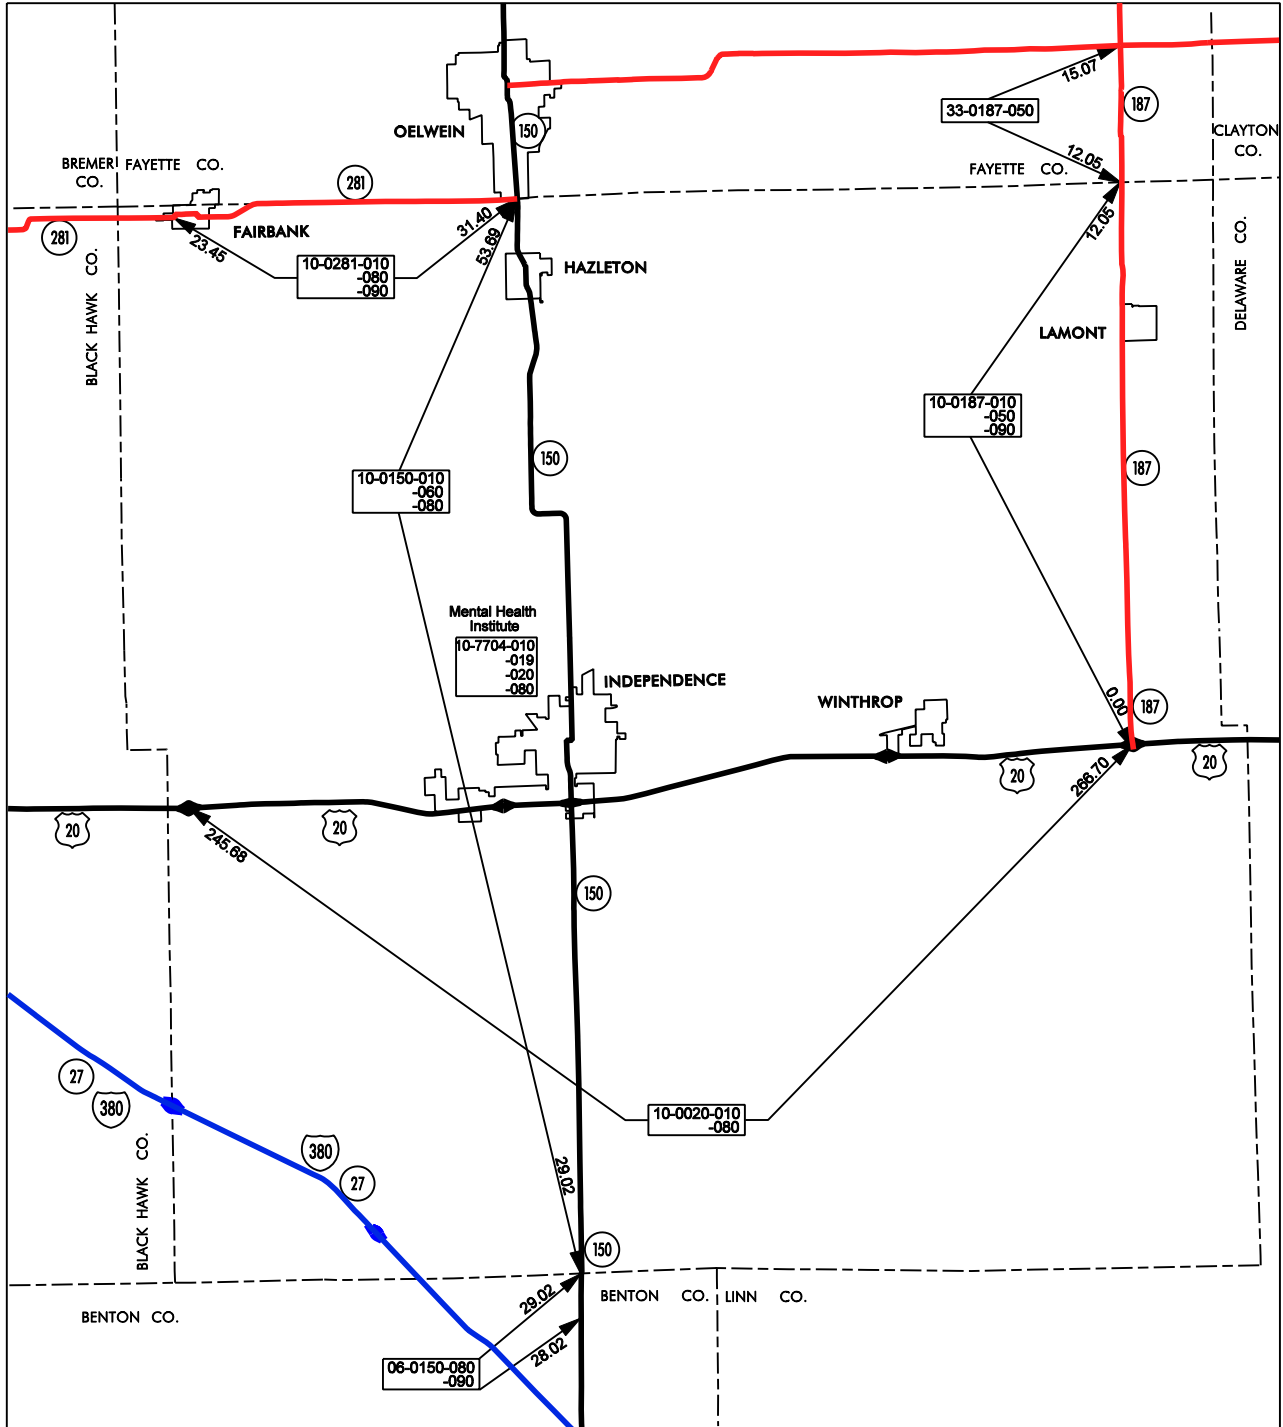 15.07
33-0187-050
187
OELWEIN
150
CLAYTON
CO.
12.05
BREMER
CO.
FAYETTE CO.
FAYETTE CO.
281
31.40
12.05
281
23.45
FAIRBANK
53.69
10-0281-010
-080
-090
HAZLETON
BLACK HAWK CO.
DELAWARE CO.
LAMONT
10-0187-010
-050
-090
150
187
10-0150-010
-060
-080
Mental Health
Institute
10-7704-010
-019
-020
-080
INDEPENDENCE
WINTHROP
0.00
187
20
20
20
20
266.70
245.68
150
27
380
10-0020-010
-080
380
27
BLACK HAWK CO.
29.02
150
BENTON CO.
29.02
BENTON CO.
LINN CO.
28.02
06-0150-080
-090